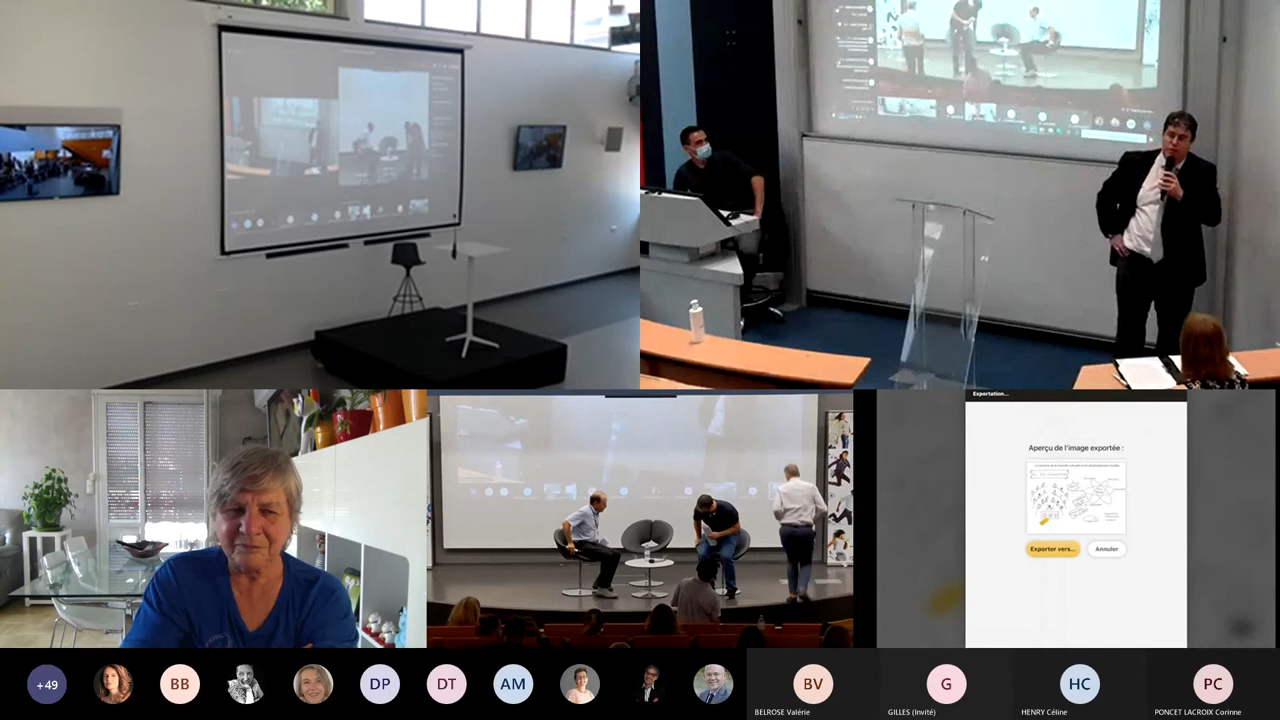 Exportation...
Aperçu de l'image exportée :
Exporter vers...
Annuler
+49
BB
DP
DT
AM
BV
G
HC
PC
BELROSE Valérie
GILLES (Invité)
HENRY Céline
PONCET LACROIX Corinne